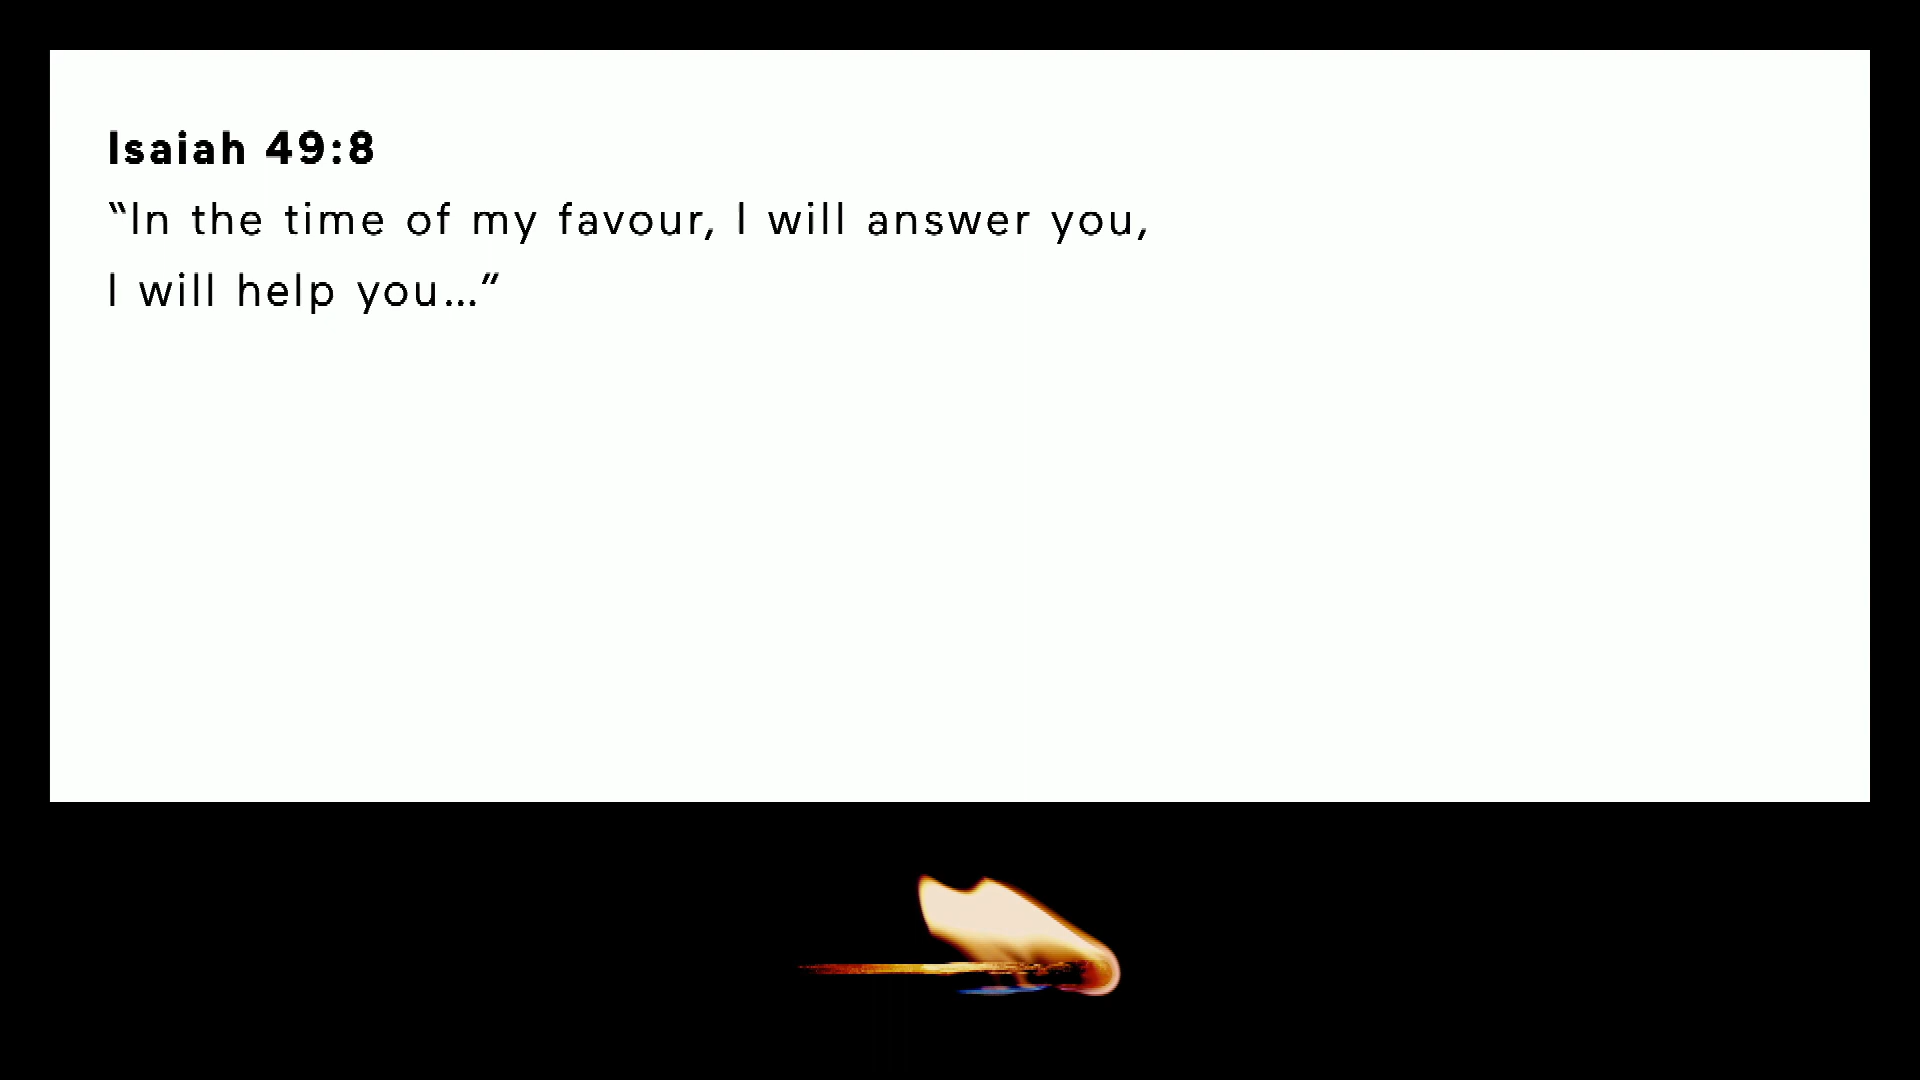 Isaiah 49:8
“In the time of my favour, I will answer you,
I will help you...”